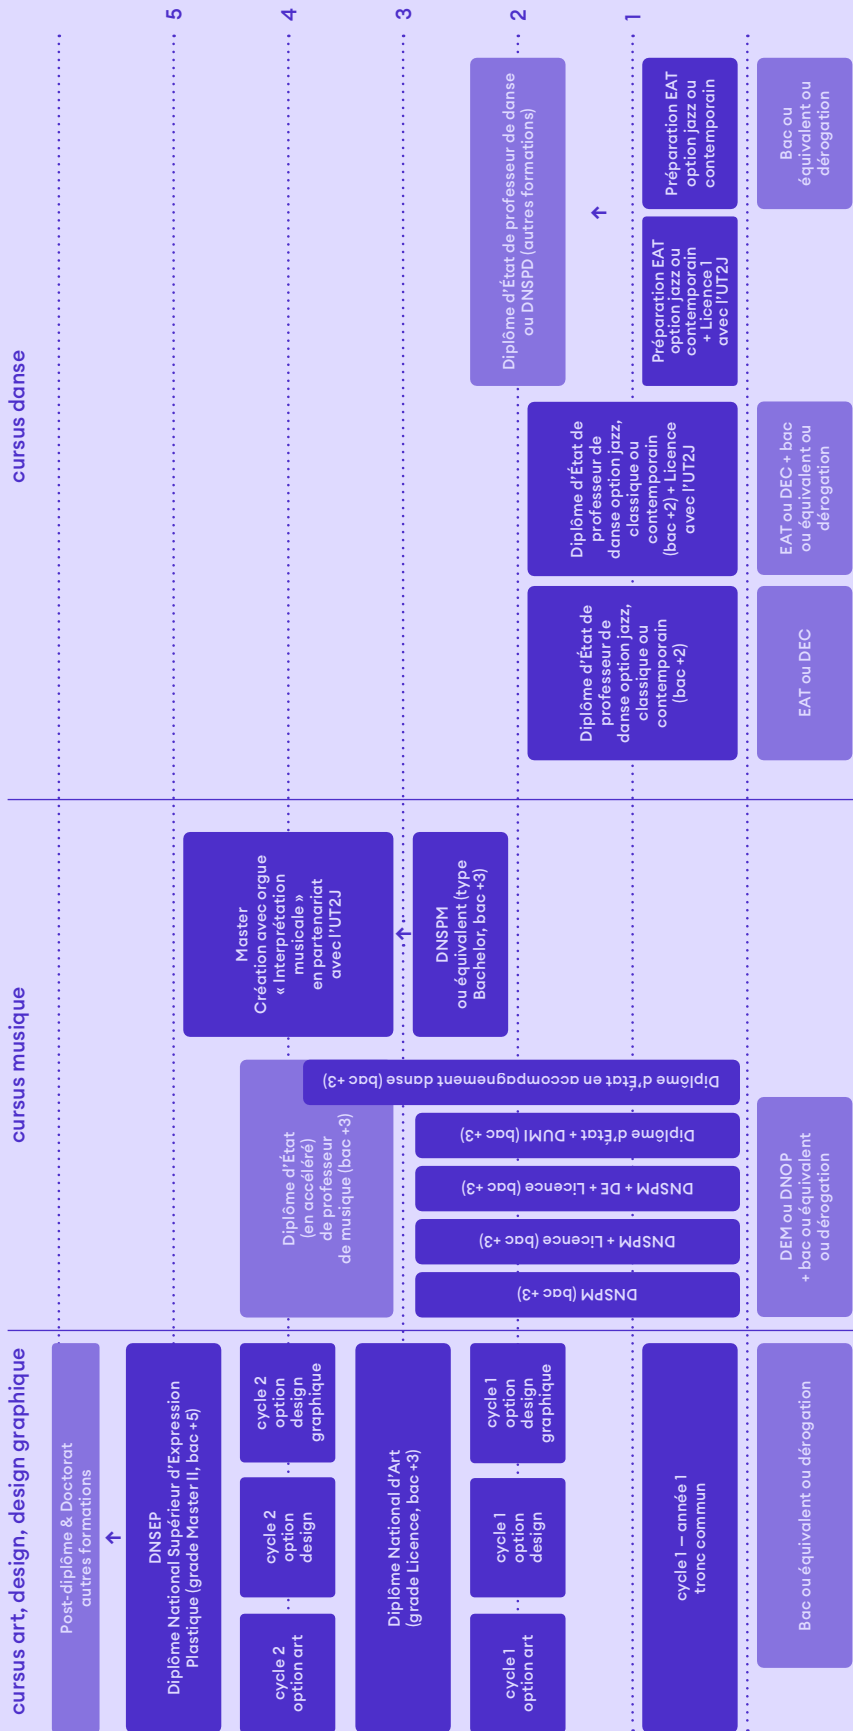 cursus art, design, design graphique
Post-diplôme & Doctorat
autres formations
↑
DNSEP
Diplôme National Supérieur d’Expression
Plastique (grade Master II, bac +5)
cycle 2
option art
cycle 2
option
design
cycle 2
option
design
graphique
Diplôme National d’Art
(grade Licence, bac +3)
cycle 1
option art
cycle 1
option
design
cycle 1
option
design
graphique
cycle 1 – année 1
tronc commun
Bac ou équivalent ou dérogation
cursus musique
Diplôme d’État
(en accéléré)
de professeur
de musique (bac +3)
DNSPM (bac +3)
DNSPM + Licence (bac +3)
DNSPM + DE + Licence (bac +3)
Diplôme d’État + DUMI (bac +3)
Diplôme d’État en accompagnement danse (bac +3)
DEM ou DNOP
+ bac ou équivalent
ou dérogation
Master
Création avec orgue
« Interprétation
musicale »
en partenariat
avec l’UT2J
↑
DNSPM
ou équivalent (type
Bachelor, bac +3)
cursus danse
Diplôme d’État de
professeur de
danse option jazz,
classique ou
contemporain
(bac +2)
EAT ou DEC
Diplôme d’État de
professeur de
danse option jazz,
classique ou
contemporain
(bac +2) + Licence
avec l’UT2J
EAT ou DEC + bac
ou équivalent ou
dérogation
Diplôme d’État de professeur de danse
ou DNSPD (autres formations)
↑
Préparation EAT
option jazz ou
contemporain
+ Licence 1
avec l’UT2J
Préparation EAT
option jazz ou
contemporain
Bac ou
équivalent ou
dérogation
5
4
3
2
1